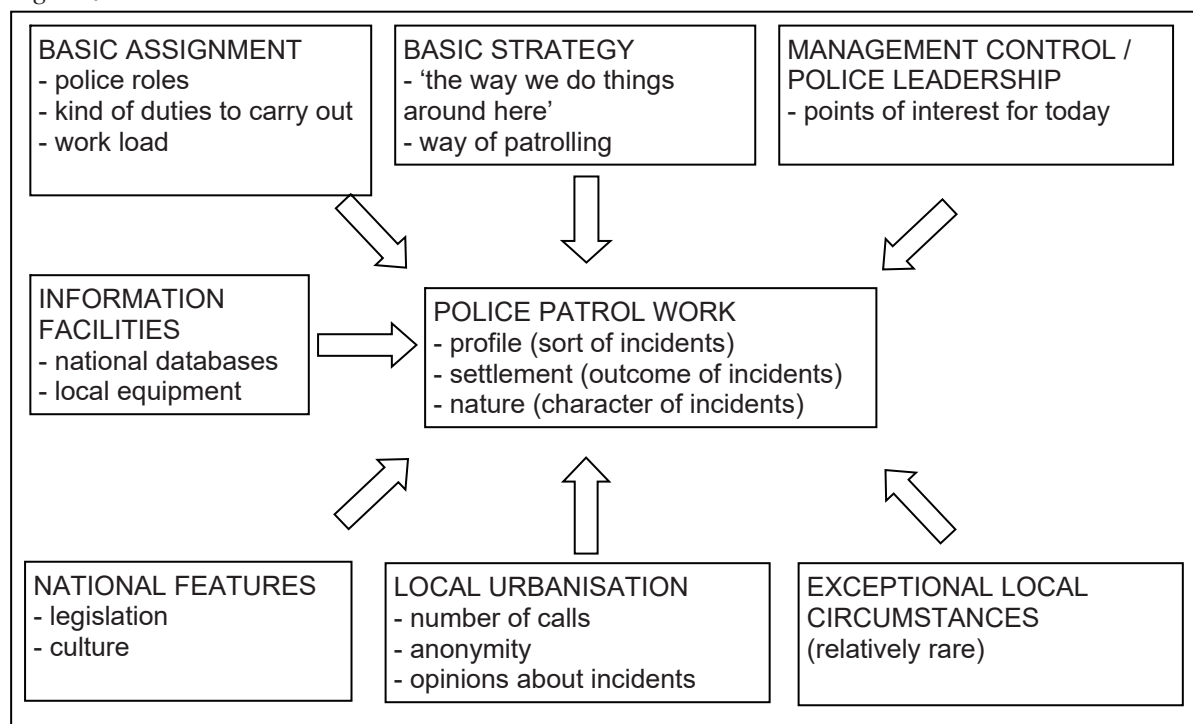 BASIC ASSIGNMENT
- police roles
- kind of duties to carry out
- work load
BASIC STRATEGY
- ‘the way we do things
around here’
- way of patrolling
MANAGEMENT CONTROL /
POLICE LEADERSHIP
- points of interest for today
INFORMATION
FACILITIES
- national databases
- local equipment
POLICE PATROL WORK
- profile (sort of incidents)
- settlement (outcome of incidents)
- nature (character of incidents)
NATIONAL FEATURES
- legislation
- culture
LOCAL URBANISATION
- number of calls
- anonymity
- opinions about incidents
EXCEPTIONAL LOCAL
CIRCUMSTANCES
(relatively rare)